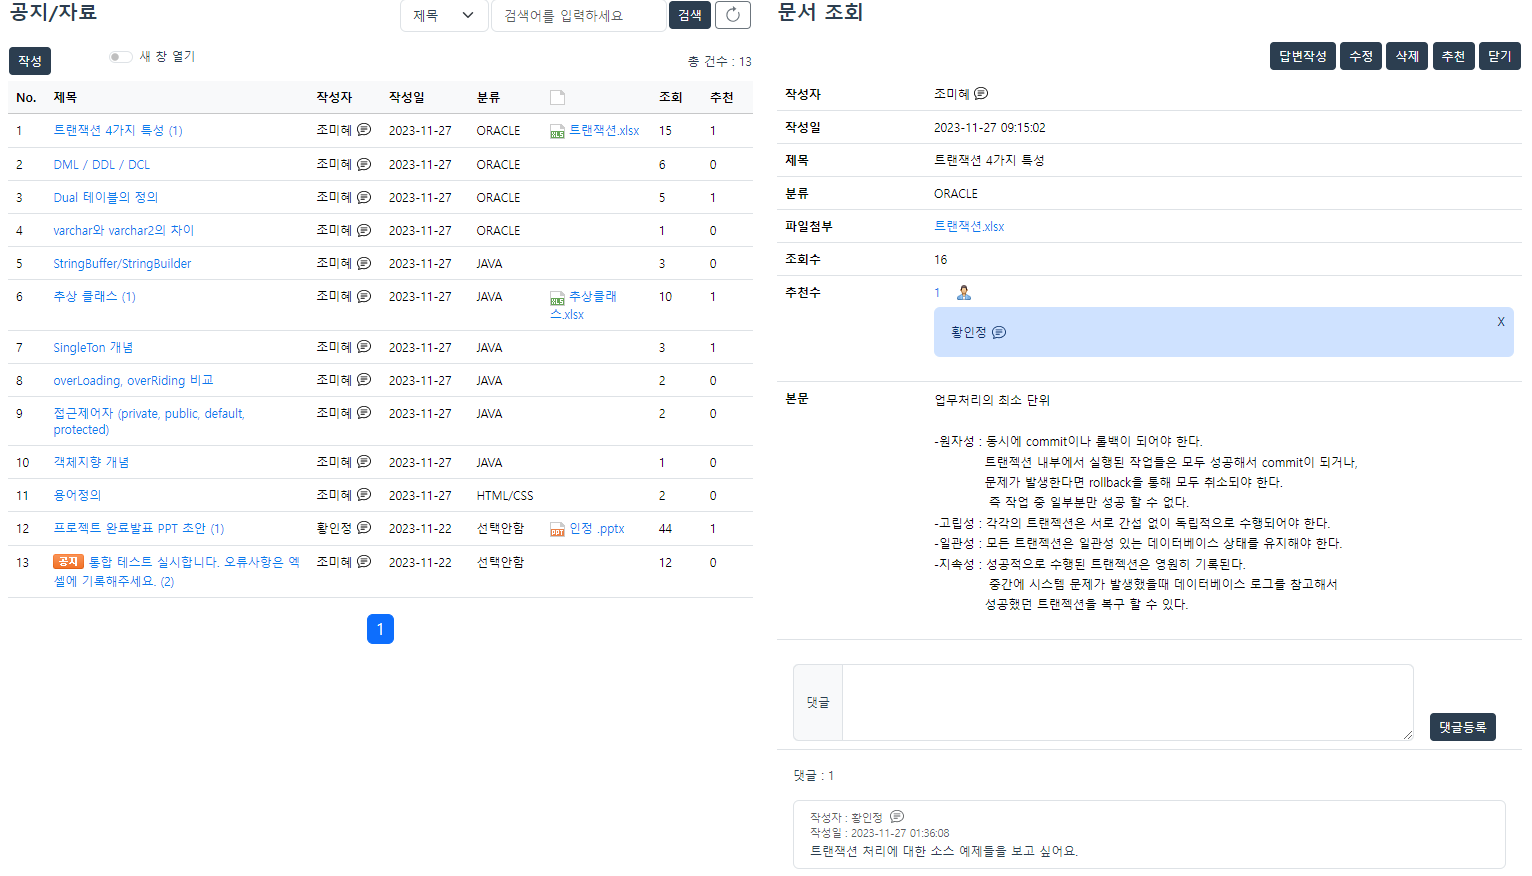 공지/자료
제목 검색어를 입력하세요 검색
작성 새 창 열기 총 건수 : 13
No. 제목 작성자 작성일 분류 조회 추천
1 트랜잭션 4가지 특성 (1) 조미혜 2023-11-27 ORACLE 트랜잭션.xlsx 15 1
2 DML / DDL / DCL 조미혜 2023-11-27 ORACLE 6 0
3 Dual 테이블의 정의 조미혜 2023-11-27 ORACLE 5 1
4 varchar와 varchar2의 차이 조미혜 2023-11-27 ORACLE 1 0
5 StringBuffer/StringBuilder 조미혜 2023-11-27 JAVA 3 0
6 추상 클래스 (1) 조미혜 2023-11-27 JAVA 추상클래 10 1
스.xlsx
7 SingleTon 개념 조미혜 2023-11-27 JAVA 3 1
8 overLoading, overRiding 비교 조미혜 2023-11-27 JAVA 2 0
9 접근제어자 (private, public, default, 조미혜 2023-11-27 JAVA 2 0
protected)
10 객체지향 개념 조미혜 2023-11-27 JAVA 1 0
11 용어정의 조미혜 2023-11-27 HTML/CSS 2 0
12 프로젝트 완료발표 PPT 초안 (1) 황인정 2023-11-22 선택안함 인정 .pptx 44 1
13 공지 통합 테스트 실시합니다. 오류사항은 엑 조미혜 2023-11-22 선택안함 12 0
셀에 기록해주세요. (2)
1
문서 조회
답변작성 수정 삭제 추천 닫기
작성자 조미혜
작성일 2023-11-27 09:15:02
제목 트랜잭션 4가지 특성
분류 ORACLE
파일첨부 트랜잭션.xlsx
조회수 16
추천수 1
황인정 X
본문 업무처리의 최소 단위
-원자성 : 동시에 commit이나 롤백이 되어야 한다.
트랜젝션 내부에서 실행된 작업들은 모두 성공해서 commit이 되거나,
문제가 발생한다면 rollback을 통해 모두 취소되야 한다.
즉 작업 중 일부분만 성공 할 수 없다.
-고립성 : 각각의 트랜젝션은 서로 간섭 없이 독립적으로 수행되어야 한다.
-일관성 : 모든 트랜젝션은 일관성 있는 데이터베이스 상태를 유지해야 한다.
-지속성 : 성공적으로 수행된 트랜젝션은 영원히 기록된다.
중간에 시스템 문제가 발생했을때 데이터베이스 로그를 참고해서
성공했던 트랜젝션을 복구 할 수 있다.
댓글
댓글등록
댓글 : 1
작성자 : 황인정
작성일 : 2023-11-27 01:36:08
트랜잭션 처리에 대한 소스 예제들을 보고 싶어요.